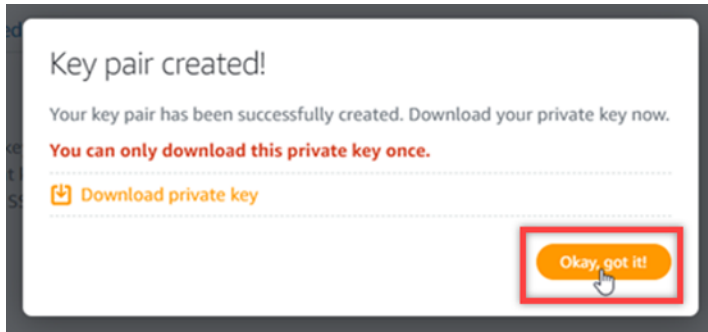 Key pair created!
Your key pair has been successfully created. Download your private key now.
You can only download this private key once.
Download private key
Okay, got it!